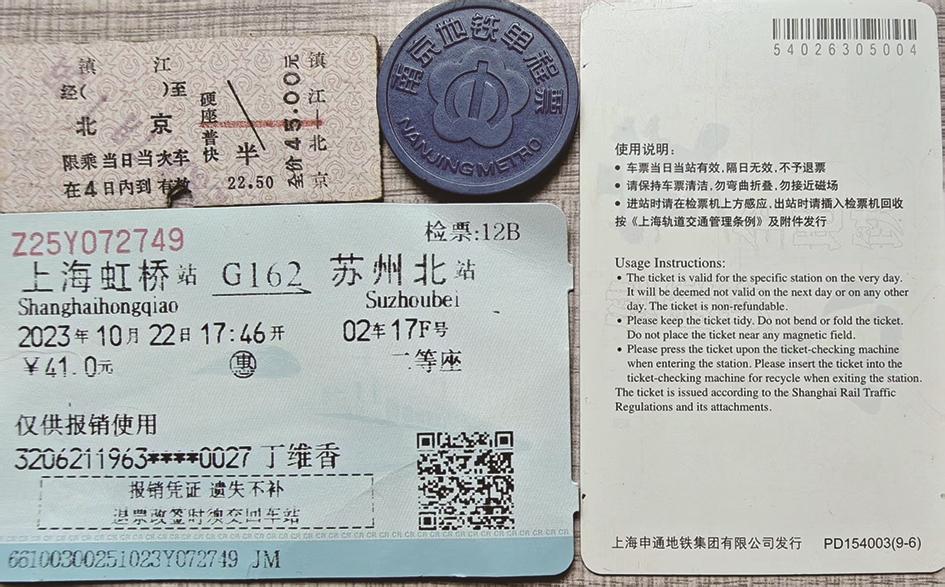 镇 江
经( )至
北 京
硬座普快
半
22.50
全价45.00元
镇江—北京
限乘当日当次车
在4日内到有效
南京地铁单程票
NANJING METRO
54026305004
使用说明：
• 车票当日当站有效，隔日无效，不予退票
• 请保持车票清洁，勿弯曲折叠，勿接近磁场
• 进站时请在检票机上方感应，出站时请插入检票机回收
按《上海轨道交通管理条例》及附件发行
Usage Instructions:
• The ticket is valid for the specific station on the very day.
It will be deemed not valid on the next day or on any other
day. The ticket is non-refundable.
• Please keep the ticket tidy. Do not bend or fold the ticket.
Do not place the ticket near any magnetic field.
• Please press the ticket upon the ticket-checking machine
when entering the station. Please insert the ticket into the
ticket-checking machine for recycle when exiting the station.
The ticket is issued according to the Shanghai Rail Traffic
Regulations and its attachments.
上海申通地铁集团有限公司发行 PD154003(9-6)
Z25Y072749
检票:12B
上海虹桥站 G162 苏州北站
Shanghaihongqiao Suzhoubei
2023年10月22日17:46开 02车17F号
￥41.0元 惠 二等座
仅供报销使用
3206211963****0027 丁维香
报销凭证 遗失不补
退票改签时须交回车站
66100300251023Y072749 JM